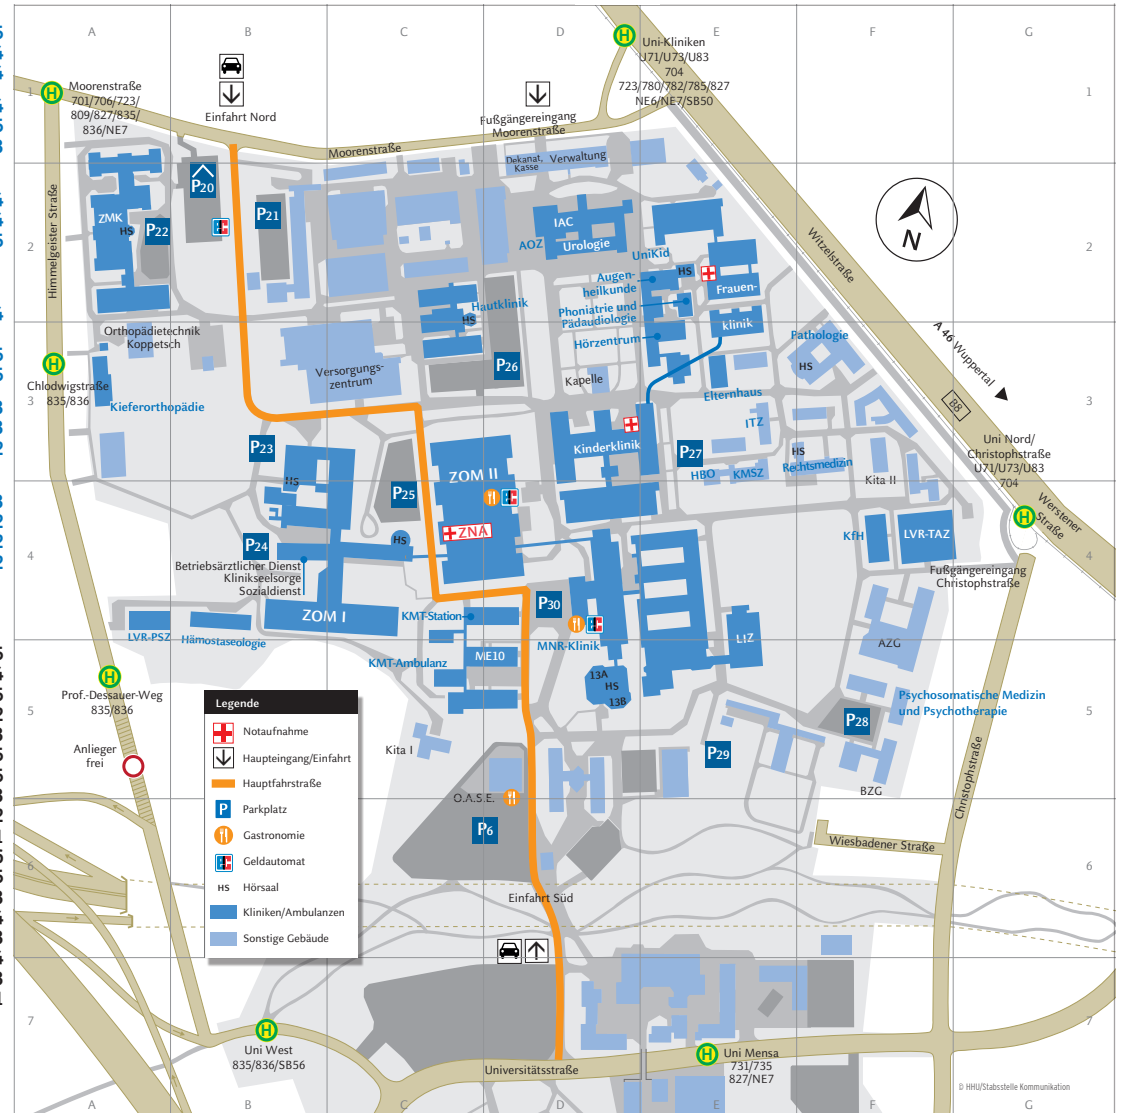 A
B
C
D
E
F
G
1
Moorenstraße
701/706/723/
809/827/835/
836/NE7
Einfahrt Nord
Fußgängereingang
Moorenstraße
Uni-Kliniken
U71/U73/U83
704
723/780/782/785/827
NE6/NE7/SB50
1
Moorenstraße
Dekanat,
Kasse
Verwaltung
P20
P21
P22
ZMK
HS
Himmelgeister Straße
2
IAC
AOZ
Urologie
UniKid
HS
Augen-
heilkunde
Frauen-
Phoniatrie und
Pädaudiologie
klinik
Hörzentrum
Hautklinik
HS
N
Witzelstraße
2
Orthopädietechnik
Koppetsch
Versorgungs-
zentrum
P26
Kapelle
Pathologie
HS
A 46 Wuppertal
B8
Chlodwigstraße
835/836
3
Kieferorthopädie
Elternhaus
ITZ
3
Uni Nord/
Christophstraße
U71/U73/U83
704
P23
Kinderklinik
P27
HS
HBO
KMSZ
Rechtsmedizin
Kita II
HS
ZOM II
P25
ZNA
HS
Werstener
Straße
KfH
LVR-TAZ
4
P24
Betriebsärztlicher Dienst
Klinikseelsorge
Sozialdienst
4
Fußgängereingang
Christophstraße
ZOM I
KMT-Station
P30
LVR-PSZ
Hämostaseologie
MNR-Klinik
LIZ
AZG
KMT-Ambulanz
ME10
13A
HS
13B
Prof.-Dessauer-Weg
835/836
5
Psychosomatische Medizin
und Psychotherapie
P28
5
Anlieger
frei
Kita I
P29
BZG
Christophstraße
Legende
Notaufnahme
Haupteingang/Einfahrt
Hauptfahrstraße
P Parkplatz
Gastronomie
Geldautomat
HS Hörsaal
Kliniken/Ambulanzen
Sonstige Gebäude
O.A.S.E.
P6
Wiesbadener Straße
6
6
Einfahrt Süd
7
7
H
H
H
H
H
H
H
Uni West
835/836/SB56
Universitätsstraße
Uni Mensa
731/735
827/NE7
© HHU/Stabsstelle Kommunikation
A
B
C
D
E
F
G